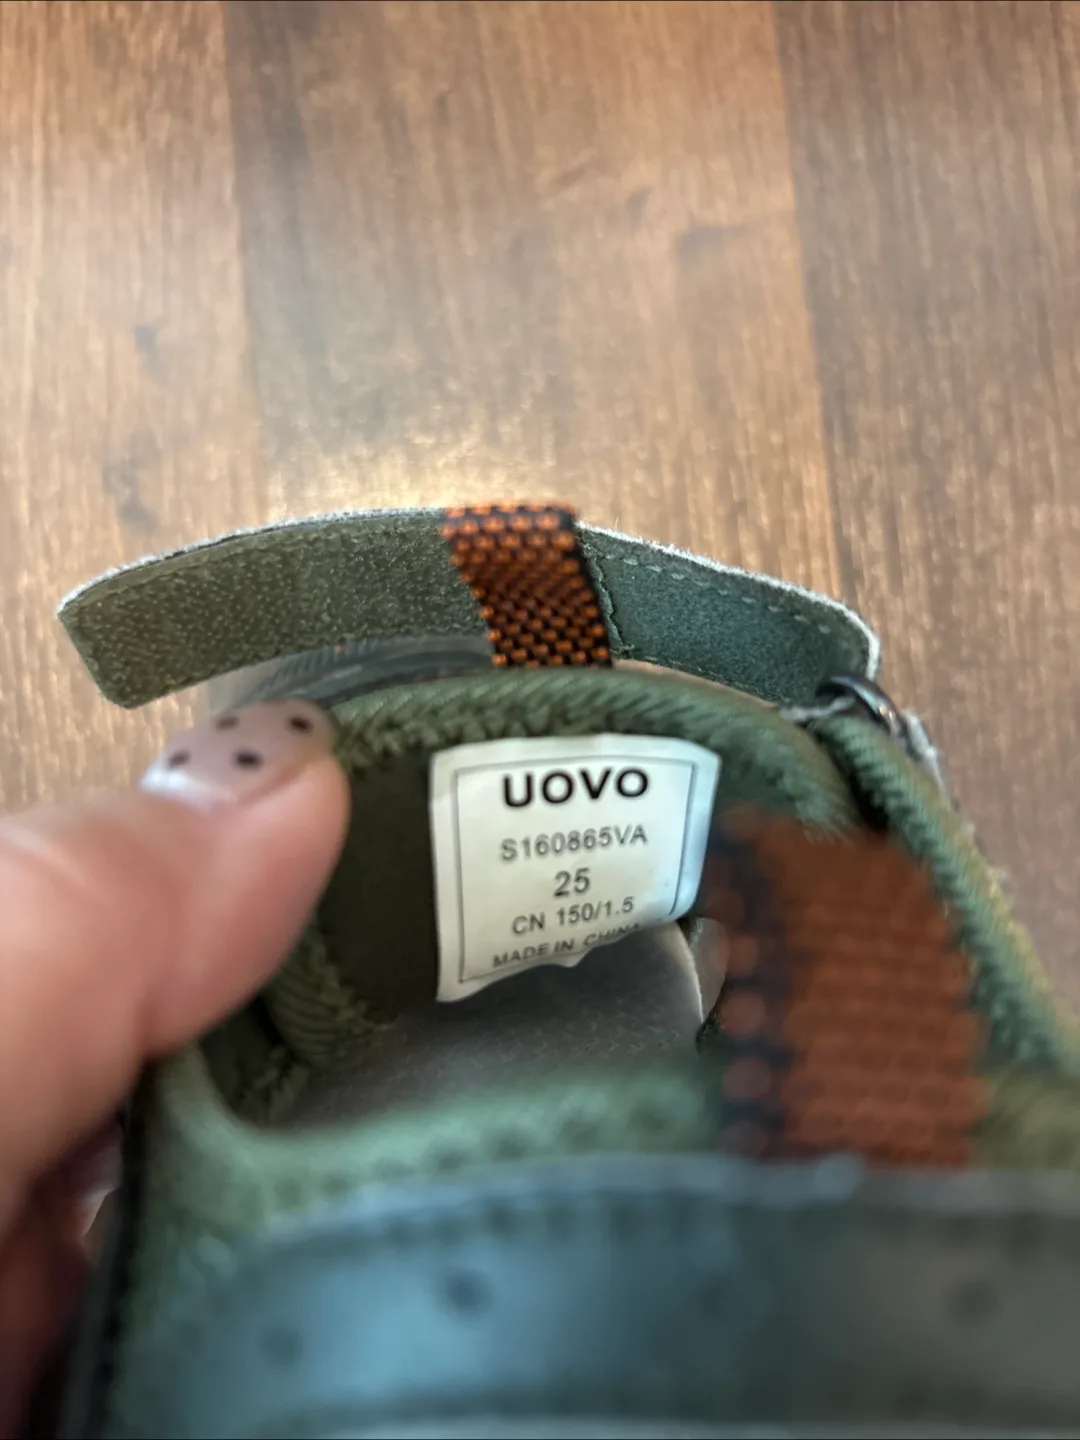 UOVO
S160865VA
25
CN 150/1.5
MADE IN CHINA